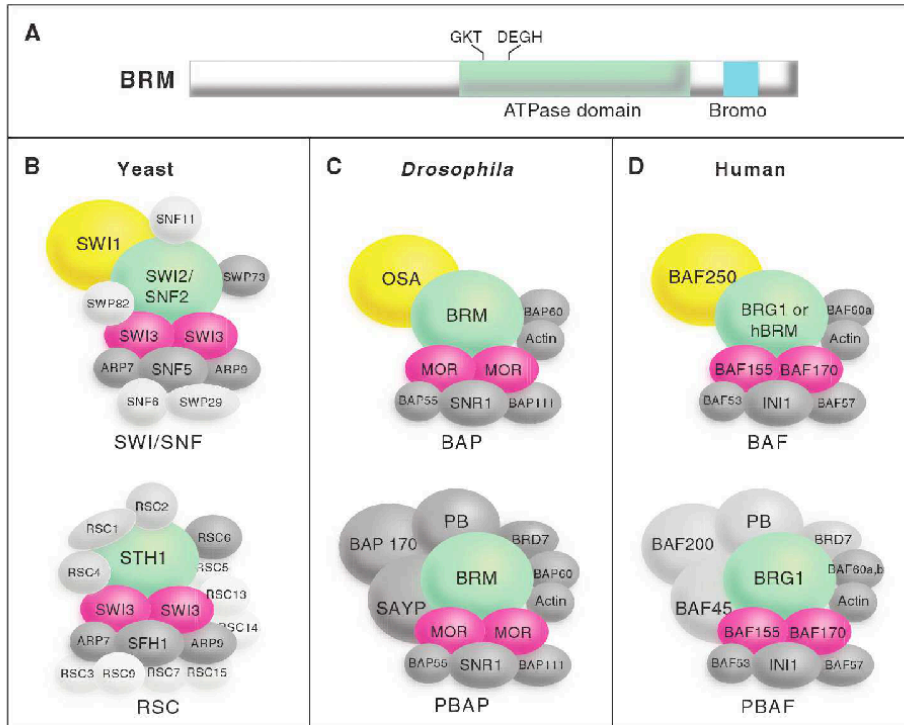 A
GKT DEGH
BRM
ATPase domain Bromo
B Yeast
SNF11
SWI1
SWI2/
SNF2
SWP73
SWP82
SWI3 SWI3
ARP7 SNF5 ARP9
SNF6 SWP29
SWI/SNF
RSC2
RSC1
RSC6
STH1
RSC5
RSC4
RSC13
SWI3 SWI3
RSC14
ARP7 SFH1 ARP9
RSC3 RSC9 RSC7 RSC15
RSC
C Drosophila
OSA
BRM
BAP60
Actin
MOR MOR
BAP55 SNR1 BAP111
BAP
PB
BAP 170
BRD7
BRM
BAP60
SAYP
Actin
MOR MOR
BAP55 SNR1 BAP111
PBAP
D Human
BAF250
BRG1 or
hBRM
BAF60a
Actin
BAF155 BAF170
BAF53 INI1 BAF57
BAF
PB
BAF200
BRD7
BRG1
BAF60a,b
BAF45
Actin
BAF155 BAF170
BAF53 INI1 BAF57
PBAF